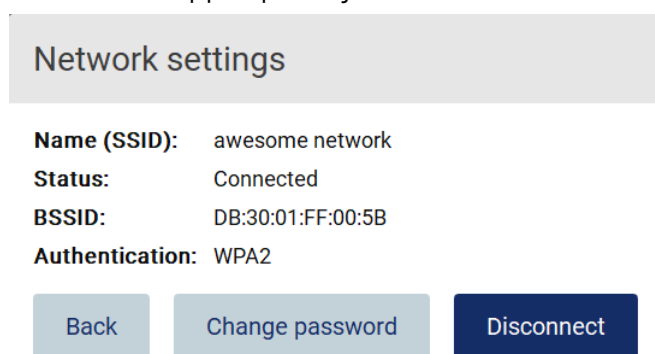 Network settings
Name (SSID): awesome network
Status: Connected
BSSID: DB:30:01:FF:00:5B
Authentication: WPA2
Back Change password Disconnect